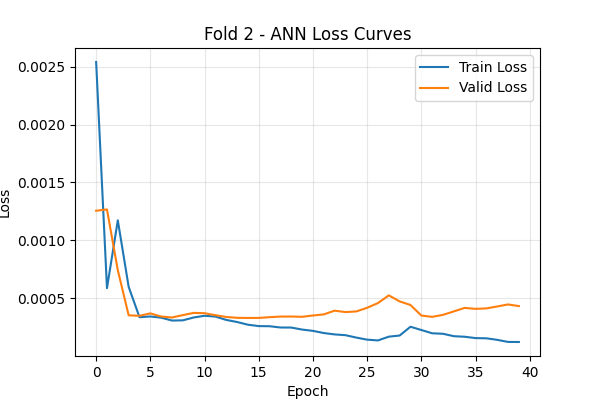 Fold 2 - ANN Loss Curves
Train Loss
Valid Loss
0.0025
0.0020
0.0015
0.0010
0.0005
Loss
0 5 10 15 20 25 30 35 40
Epoch